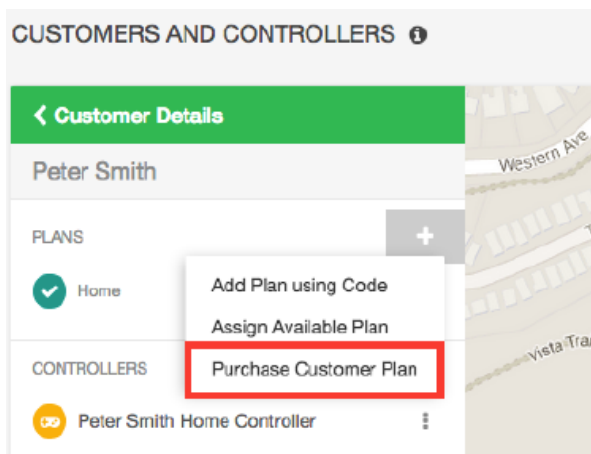 CUSTOMERS AND CONTROLLERS
Customer Details
Peter Smith
PLANS
Home
Add Plan using Code
Assign Available Plan
Purchase Customer Plan
CONTROLLERS
Peter Smith Home Controller
Western Ave
Vista Tra